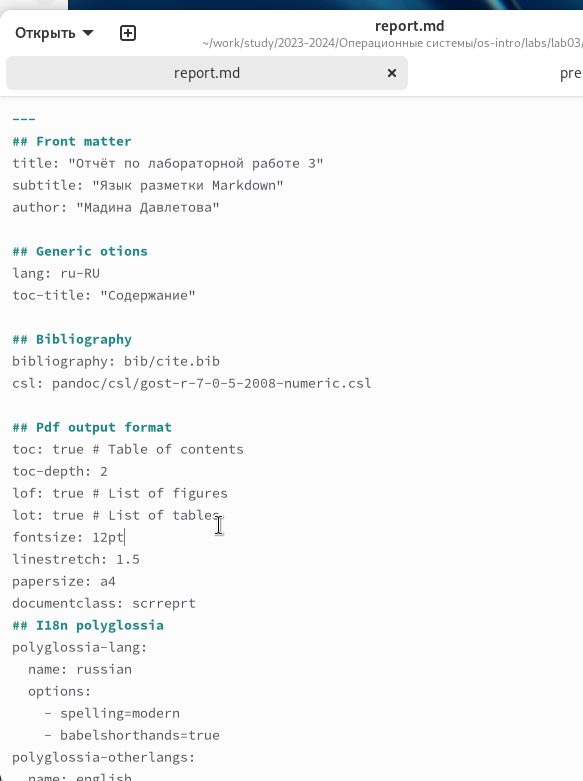 Открыть
report.md
~/work/study/2023-2024/Операционные системы/os-intro/labs/lab03/
report.md
pre
---
## Front matter
title: "Отчёт по лабораторной работе 3"
subtitle: "Язык разметки Markdown"
author: "Мадина Давлетова"
## Generic otions
lang: ru-RU
toc-title: "Содержание"
## Bibliography
bibliography: bib/cite.bib
csl: pandoc/csl/gost-r-7-0-5-2008-numeric.csl
## Pdf output format
toc: true # Table of contents
toc-depth: 2
lof: true # List of figures
lot: true # List of tables
fontsize: 12pt
linestretch: 1.5
papersize: a4
documentclass: scrreprt
## I18n polyglossia
polyglossia-lang:
  name: russian
  options:
    - spelling=modern
    - babelshorthands=true
polyglossia-otherlangs:
  name: english